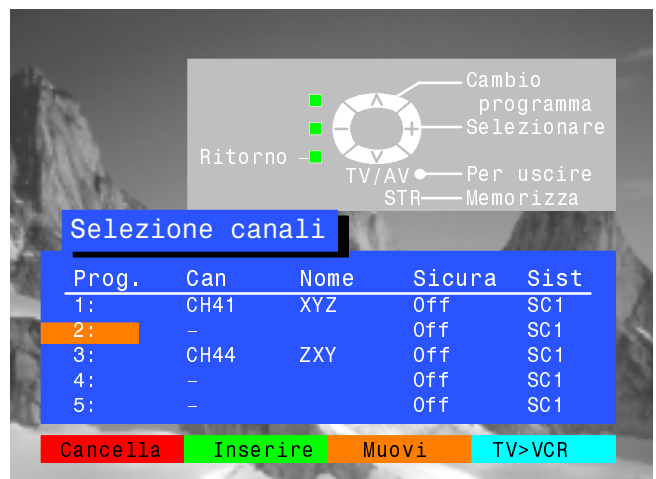 Cambio
programma
Selezionare
Ritorno
TV/AV
Per uscire
STR
Memorizza
Selezione canali
Prog. Can Nome Sicura Sist
1: CH41 XYZ Off SC1
2: – Off SC1
3: CH44 ZXY Off SC1
4: – Off SC1
5: – Off SC1
Cancella Inserire Muovi TV>VCR